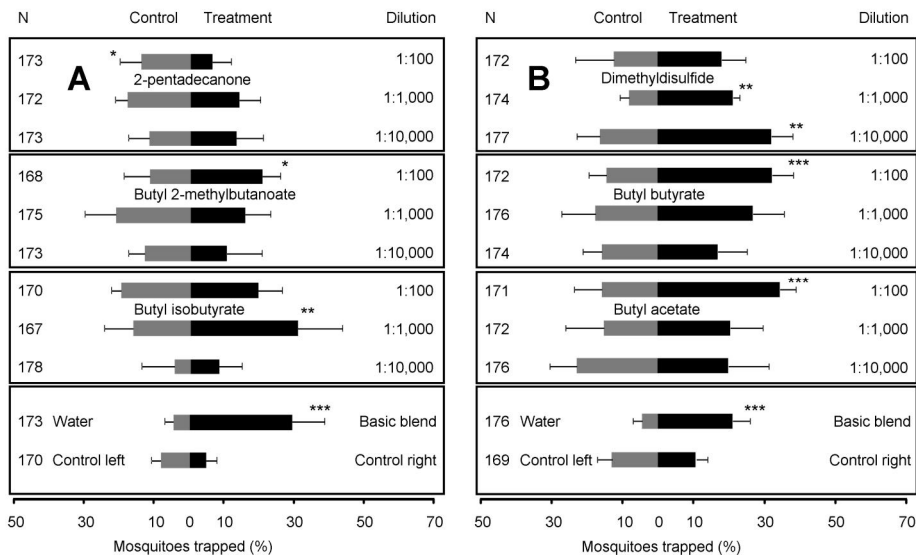 N Control Treatment Dilution
A
173 * 1:100
2-pentadecanone
172 1:1,000
173 1:10,000
168 * 1:100
Butyl 2-methylbutanoate
175 1:1,000
173 1:10,000
170 1:100
Butyl isobutyrate
167 ** 1:1,000
178 1:10,000
173 Water *** Basic blend
170 Control left Control right
50 30 10 0 10 30 50 70
Mosquitoes trapped (%)
N Control Treatment Dilution
B
172 1:100
Dimethyldisulfide
174 ** 1:1,000
177 ** 1:10,000
172 *** 1:100
Butyl butyrate
176 1:1,000
174 1:10,000
171 *** 1:100
Butyl acetate
172 1:1,000
176 1:10,000
176 Water *** Basic blend
169 Control left Control right
50 30 10 0 10 30 50 70
Mosquitoes trapped (%)